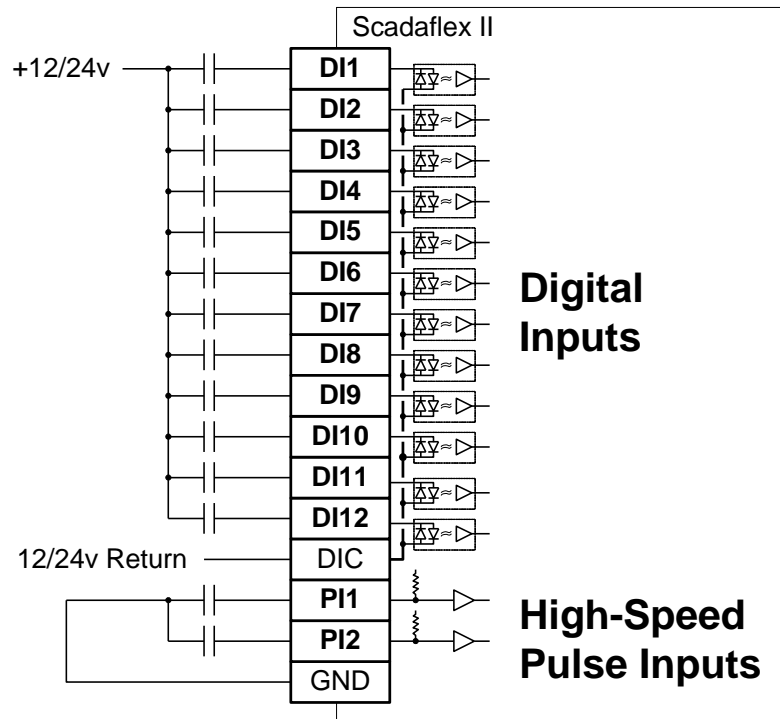 Scadaflex II
+12/24v
DI1
DI2
DI3
DI4
DI5
DI6
DI7
DI8
DI9
DI10
DI11
DI12
12/24v Return
DIC
PI1
PI2
GND
Digital
Inputs
High-Speed
Pulse Inputs